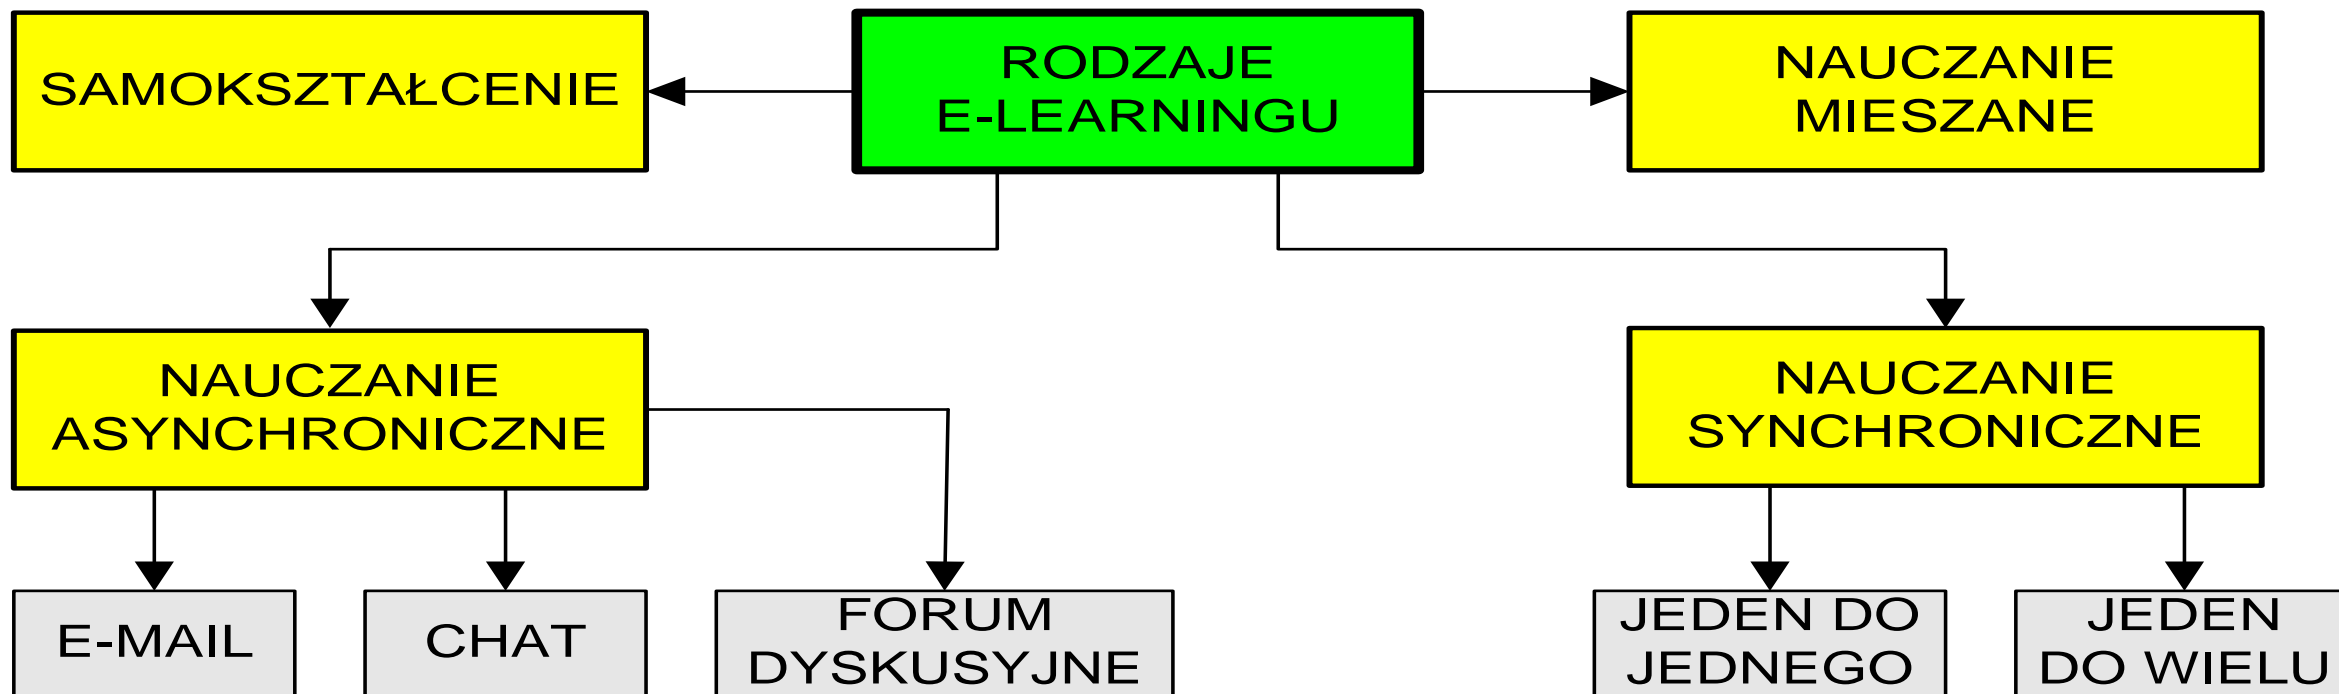 SAMOKSZTAŁCENIE
RODZAJE
E-LEARNINGU
NAUCZANIE
MIESZANE
NAUCZANIE
ASYNCHRONICZNE
NAUCZANIE
SYNCHRONICZNE
E-MAIL
CHAT
FORUM
DYSKUSYJNE
JEDEN DO
JEDNEGO
JEDEN
DO WIELU